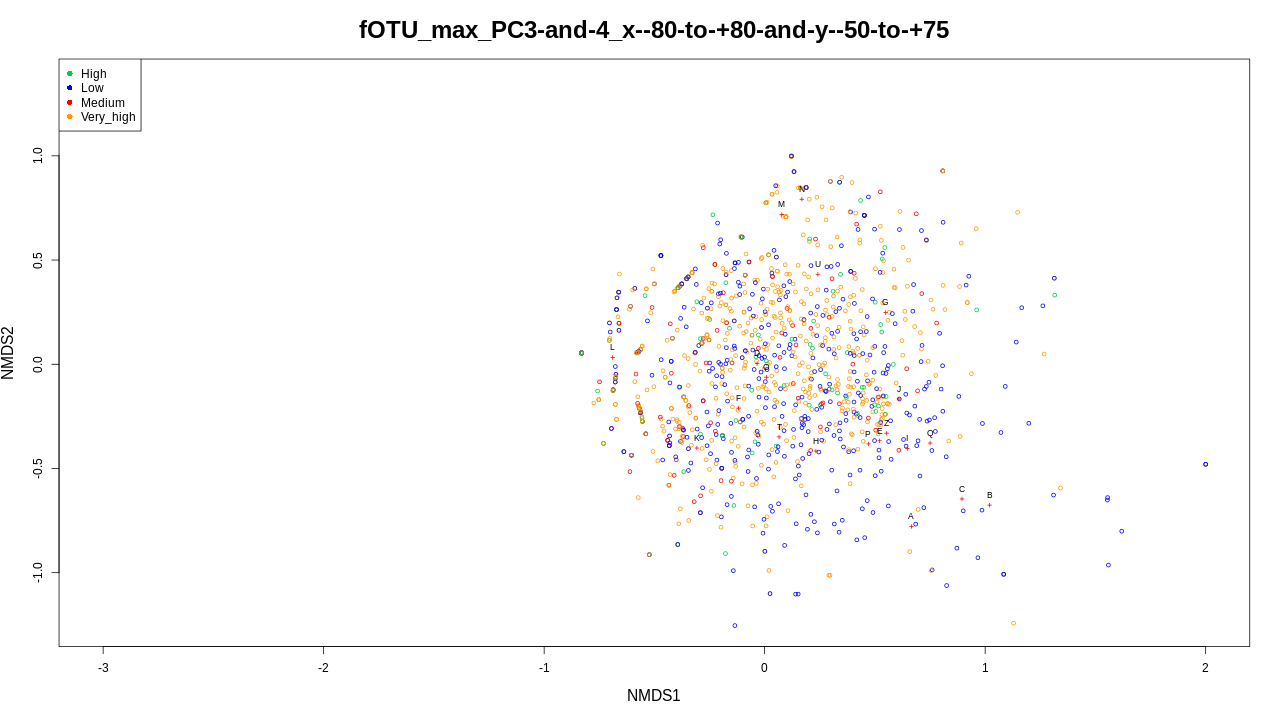 fOTU_max_PC3-and-4_x--80-to-+80-and-y--50-to-+75
High
Low
Medium
Very_high
NMDS2
1.0
0.5
0.0
-0.5
-1.0
N
M
U
G
L
J
F
T
K
H
P
E
Z
I
Q
C
B
A
-3
-2
-1
0
1
2
NMDS1